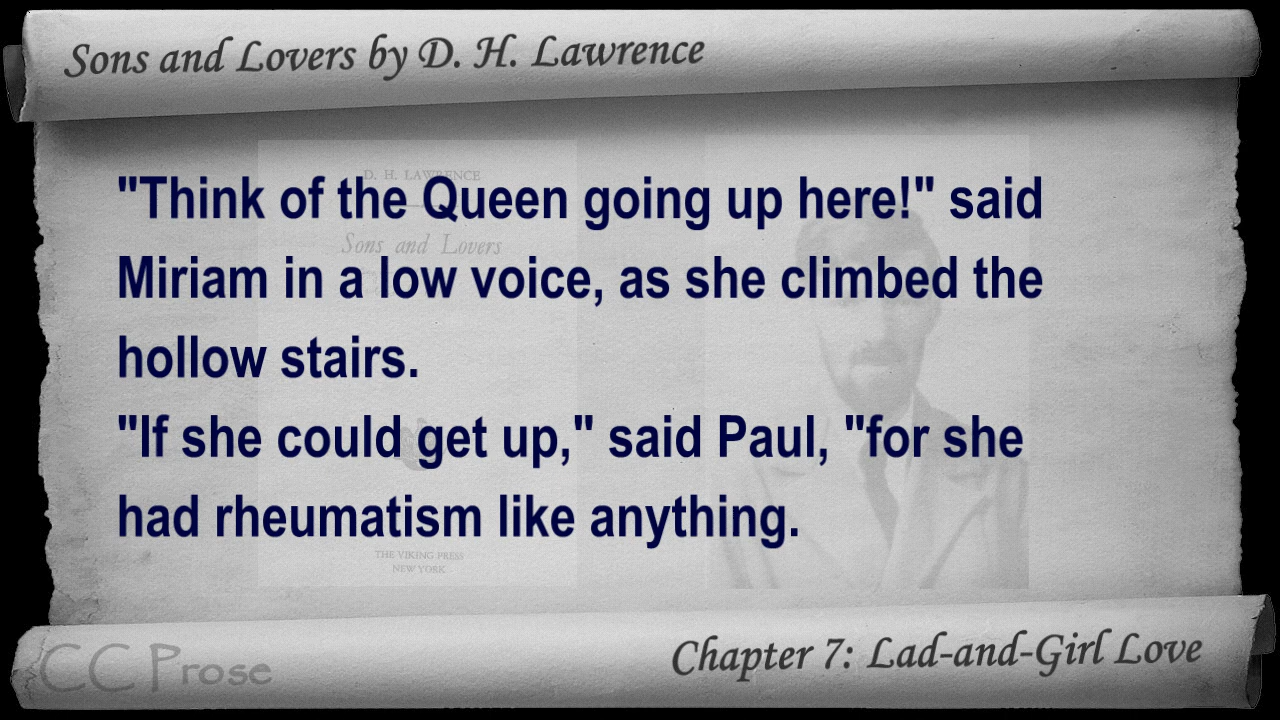 Sons and Lovers by D. H. Lawrence
D. H. LAWRENCE
Sons and Lovers
"Think of the Queen going up here!" said
Miriam in a low voice, as she climbed the
hollow stairs.
"If she could get up," said Paul, "for she
had rheumatism like anything.
THE VIKING PRESS
NEW YORK
CC Prose
Chapter 7: Lad-and-Girl Love